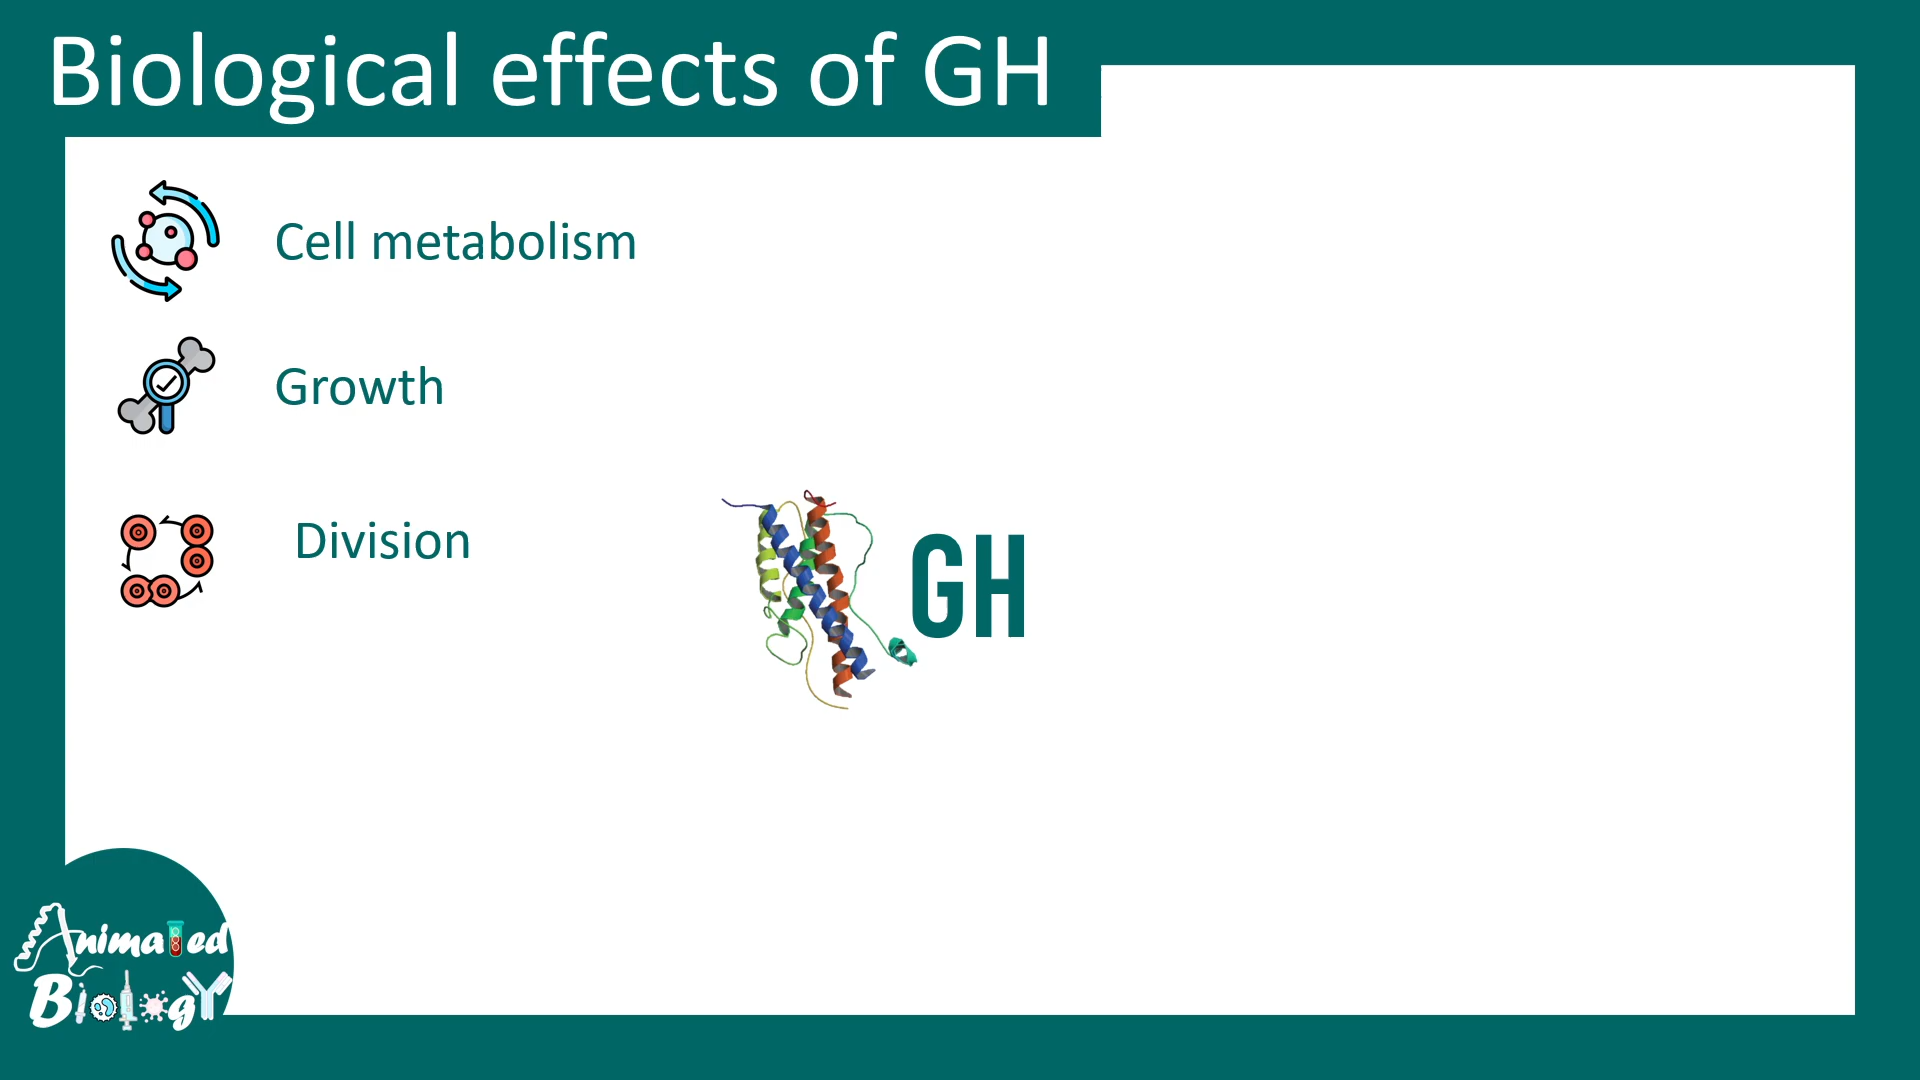 Biological effects of GH
Cell metabolism
Growth
Division
GH
Animated
Biology